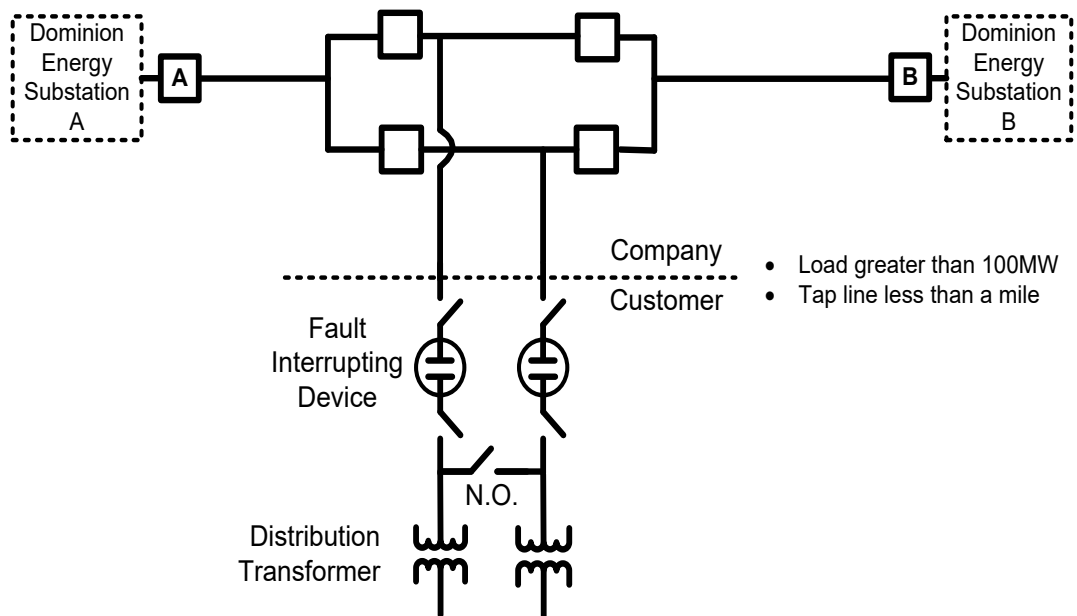 Dominion
Energy
Substation
A
A
B
Dominion
Energy
Substation
B
Company
Customer
• Load greater than 100MW
• Tap line less than a mile
Fault
Interrupting
Device
N.O.
Distribution
Transformer